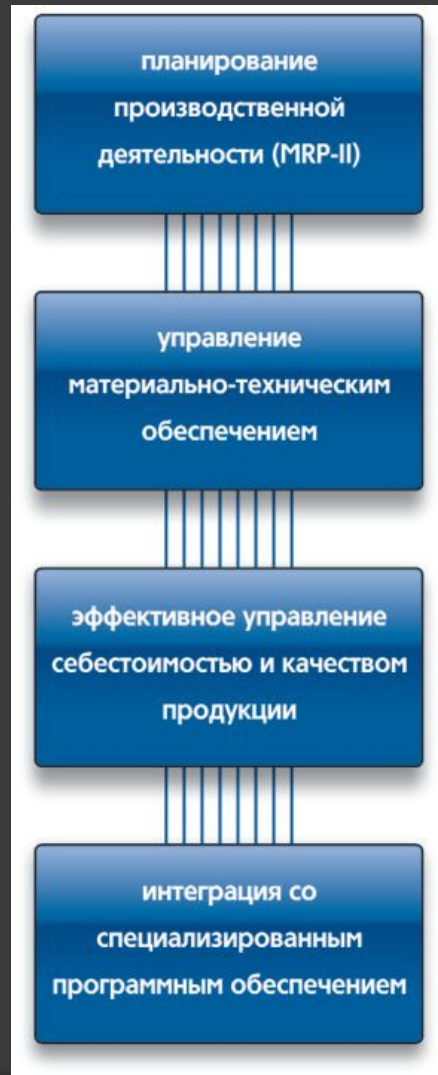 планирование
производственной
деятельности (MRP-II)
управление
материально-техническим
обеспечением
эффективное управление
себестоимостью и качеством
продукции
интеграция со
специализированным
программным обеспечением